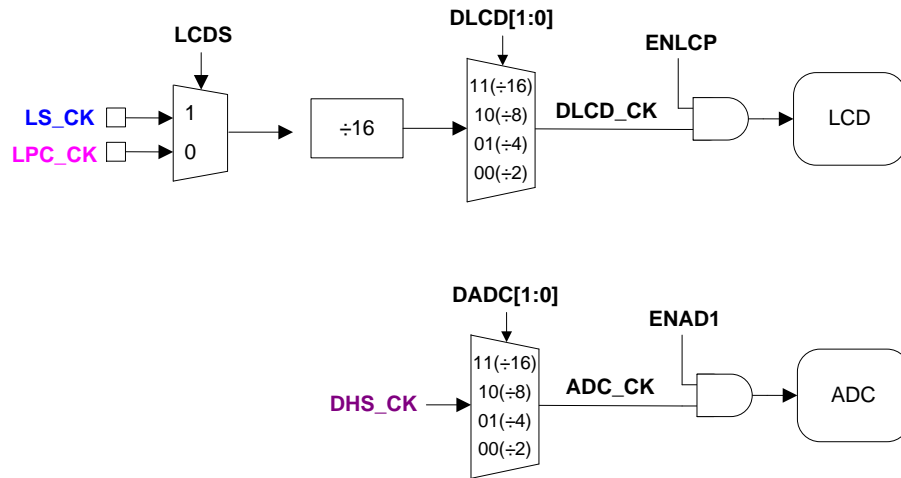 DLCD[1:0]
LCDS
ENLCP
11(÷16)
LS_CK
1
10(÷8)
DLCD_CK
LCD
÷16
LPC_CK
0
01(÷4)
00(÷2)
DADC[1:0]
ENAD1
11(÷16)
10(÷8)
ADC_CK
ADC
DHS_CK
01(÷4)
00(÷2)